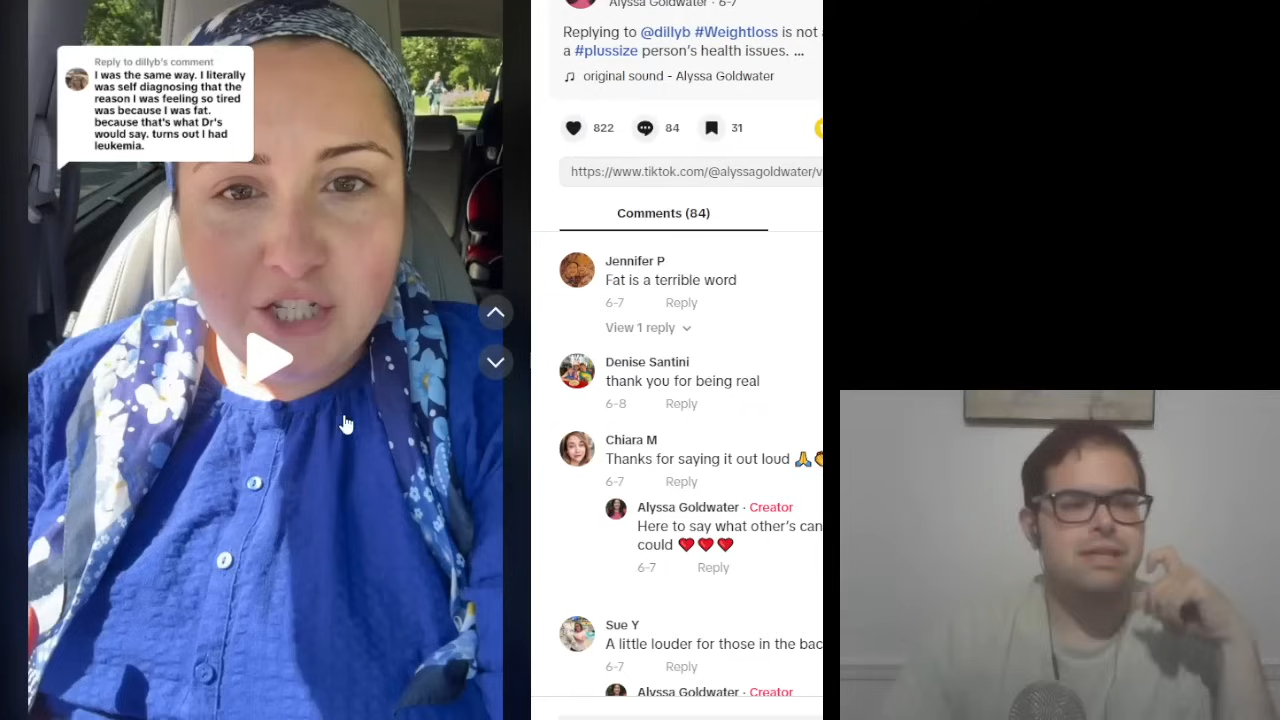 Reply to dillyb's comment
I was the same way. I literally
was self diagnosing that the
reason I was feeling so tired
was because I was fat.
because that's what Dr's
would say. turns out I had
leukemia.
Alyssa Goldwater · 6-7
Replying to @dillyb #Weightloss is not
a #plussize person's health issues. ...
original sound - Alyssa Goldwater
822
84
31
https://www.tiktok.com/@alyssagoldwater/v
Comments (84)
Jennifer P
Fat is a terrible word
6-7 Reply
View 1 reply
Denise Santini
thank you for being real
6-8 Reply
Chiara M
Thanks for saying it out loud 🙏
6-7 Reply
Alyssa Goldwater · Creator
Here to say what other's can
could ❤️❤️❤️
6-7 Reply
Sue Y
A little louder for those in the bac
6-7 Reply
Alyssa Goldwater · Creator